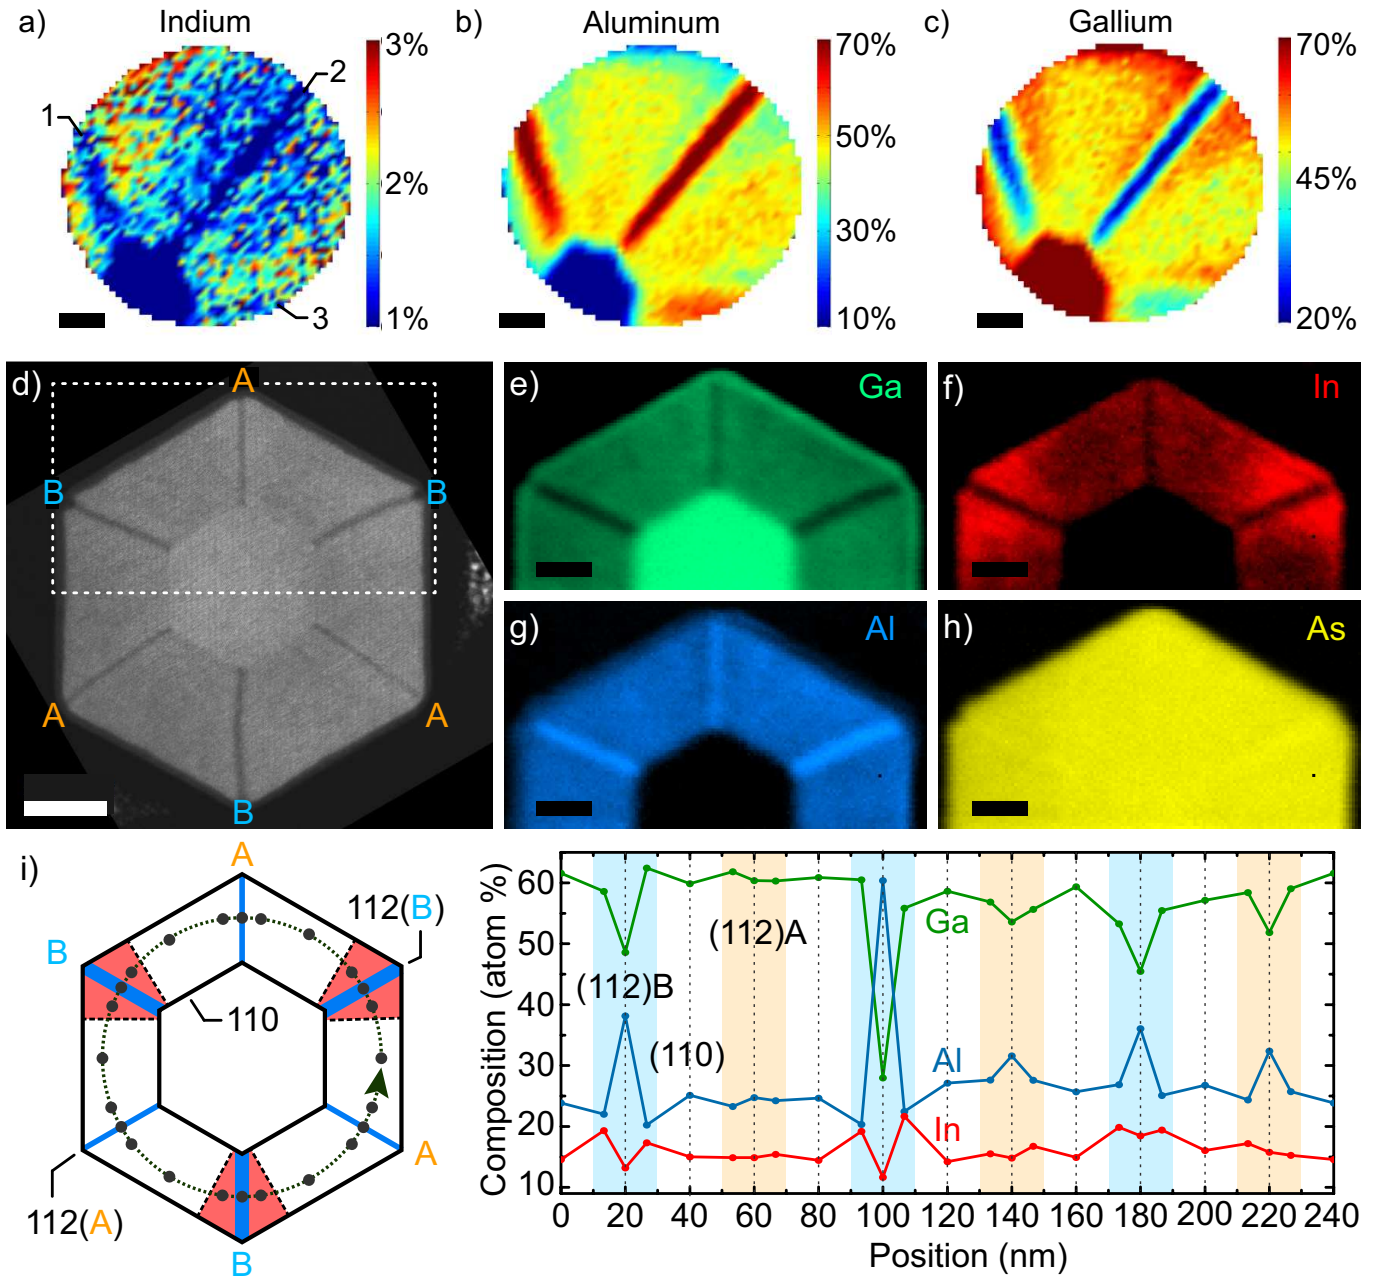 a) Indium
3%
2%
1%
1
2
3
b) Aluminum
70%
50%
30%
10%
c) Gallium
70%
45%
20%
d)
A
B
B
A
A
B
e) Ga
f) In
g) Al
h) As
i)
A
B
112(B)
110
A
112(A)
B
Composition (atom %)
60
50
40
30
20
10
(112)B
(110)
(112)A
Ga
Al
In
0 20 40 60 80 100 120 140 160 180 200 220 240
Position (nm)